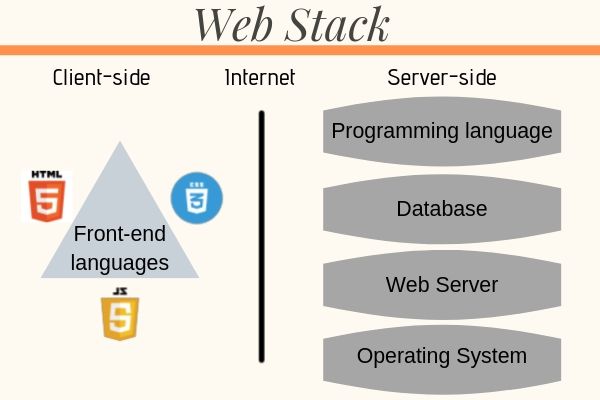 Web Stack
Client-side
Internet
Server-side
HTML
5
CSS
3
Front-end
languages
JS
5
Programming language
Database
Web Server
Operating System